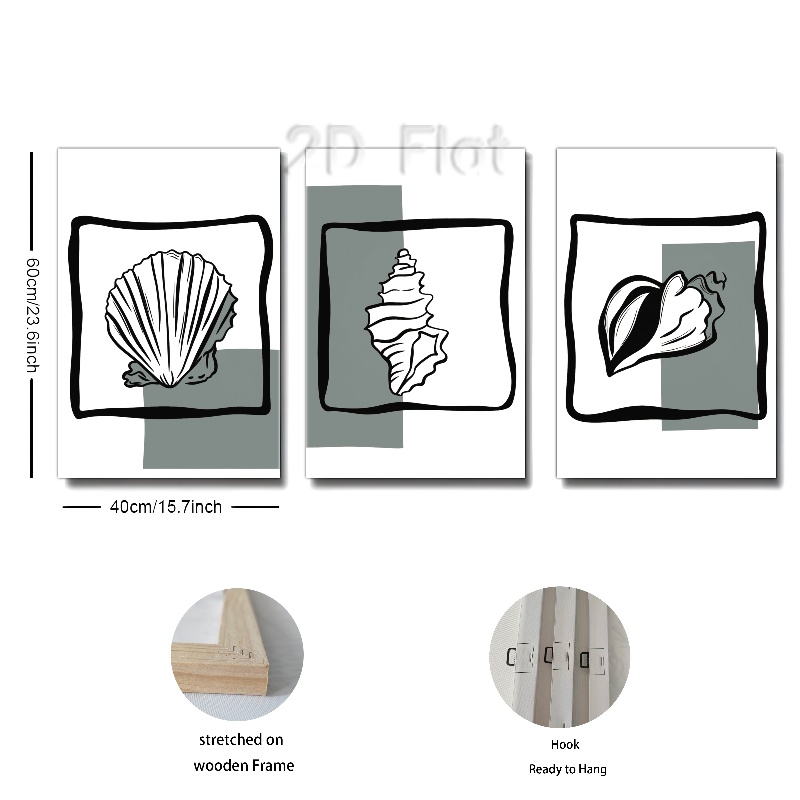 2D Flat
60cm/23.6inch
40cm/15.7inch
stretched on
wooden Frame
Hook
Ready to Hang